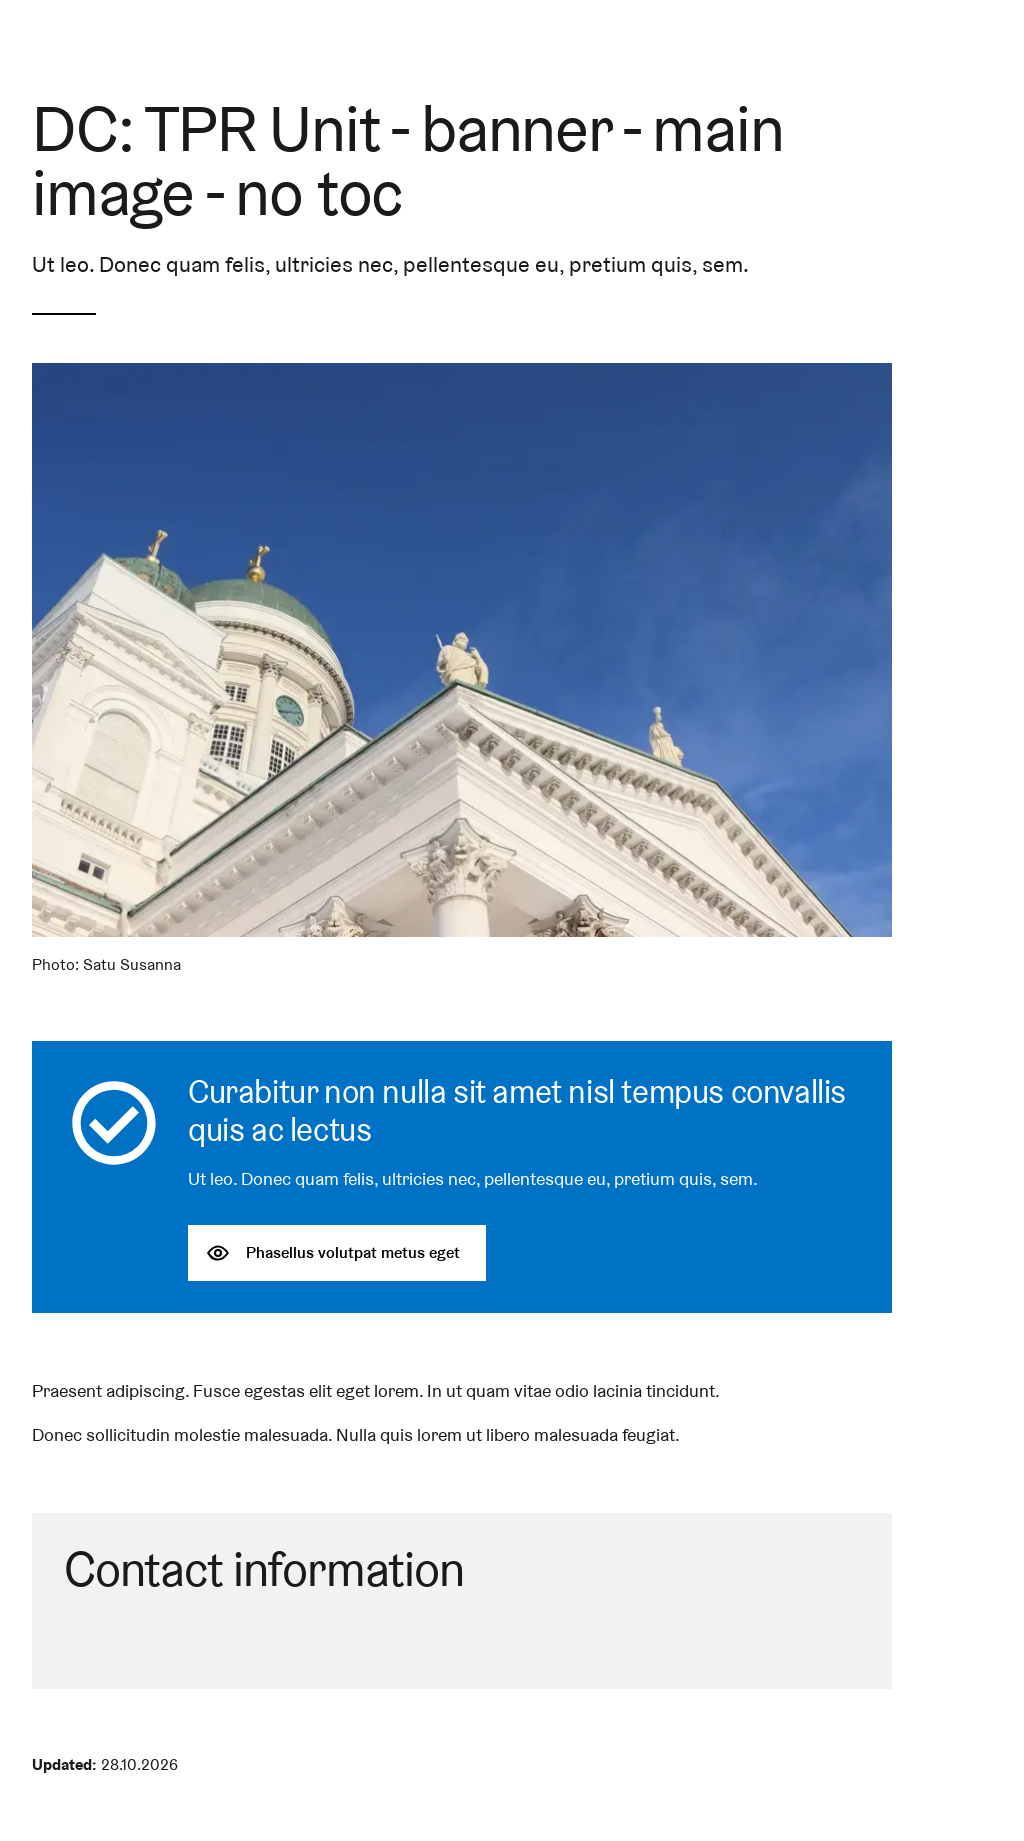 DC: TPR Unit - banner - main
image - no toc
Ut leo. Donec quam felis, ultricies nec, pellentesque eu, pretium quis, sem.
Photo: Satu Susanna
Curabitur non nulla sit amet nisl tempus convallis
quis ac lectus
Ut leo. Donec quam felis, ultricies nec, pellentesque eu, pretium quis, sem.
Phasellus volutpat metus eget
Praesent adipiscing. Fusce egestas elit eget lorem. In ut quam vitae odio lacinia tincidunt.
Donec sollicitudin molestie malesuada. Nulla quis lorem ut libero malesuada feugiat.
Contact information
Updated: 28.10.2026